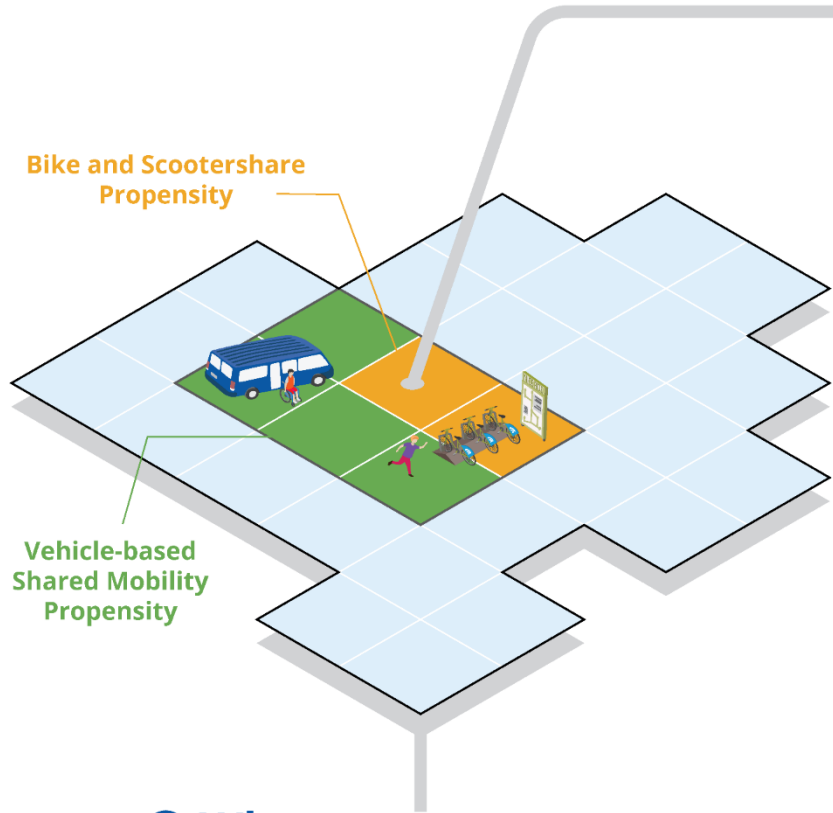 Bike and Scootershare
Propensity
Vehicle-based
Shared Mobility
Propensity